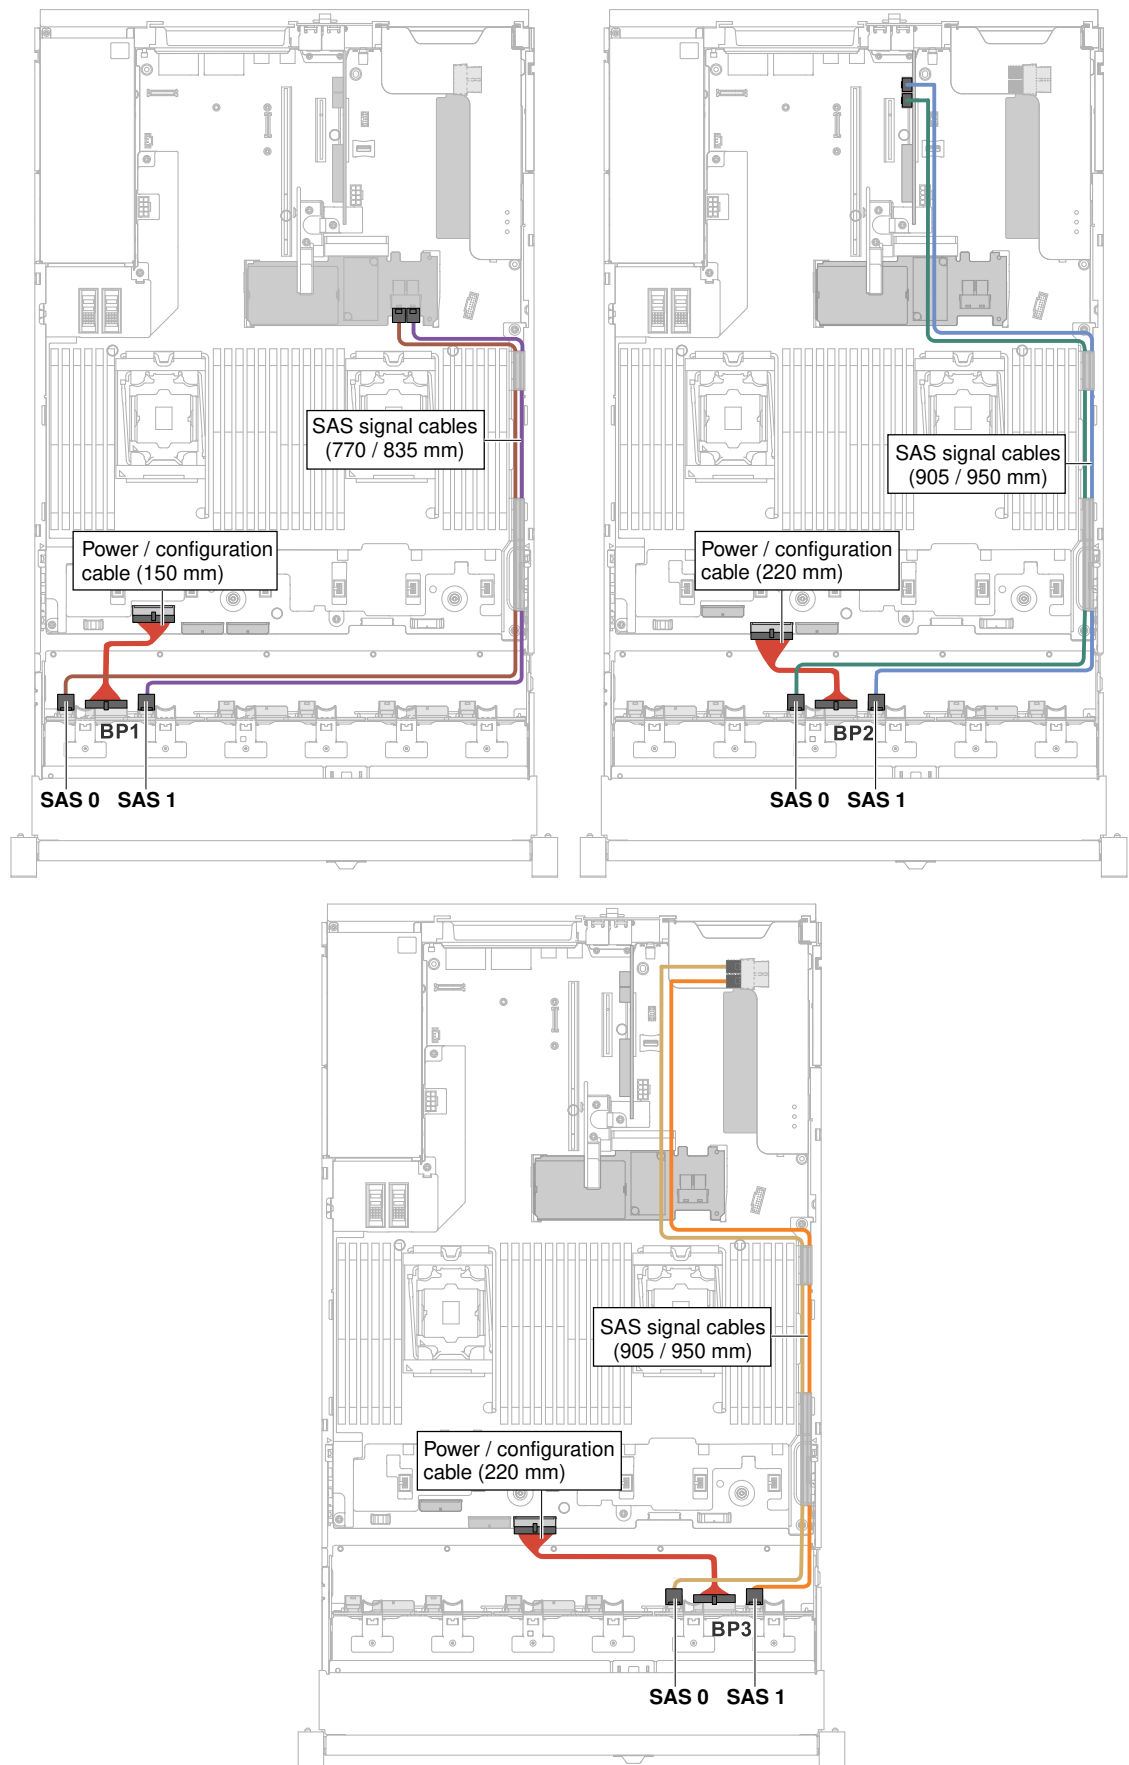 SAS signal cables
(770 / 835 mm)
Power / configuration
cable (150 mm)
BP1
SAS 0 SAS 1
SAS signal cables
(905 / 950 mm)
Power / configuration
cable (220 mm)
BP2
SAS 0 SAS 1
SAS signal cables
(905 / 950 mm)
Power / configuration
cable (220 mm)
BP3
SAS 0 SAS 1